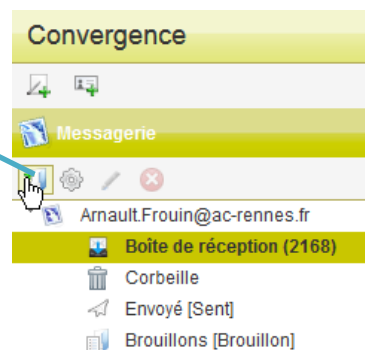 Convergence
Messagerie
Arnault.Frouin@ac-rennes.fr
Boîte de réception (2168)
Corbeille
Envoyé [Sent]
Brouillons [Brouillon]